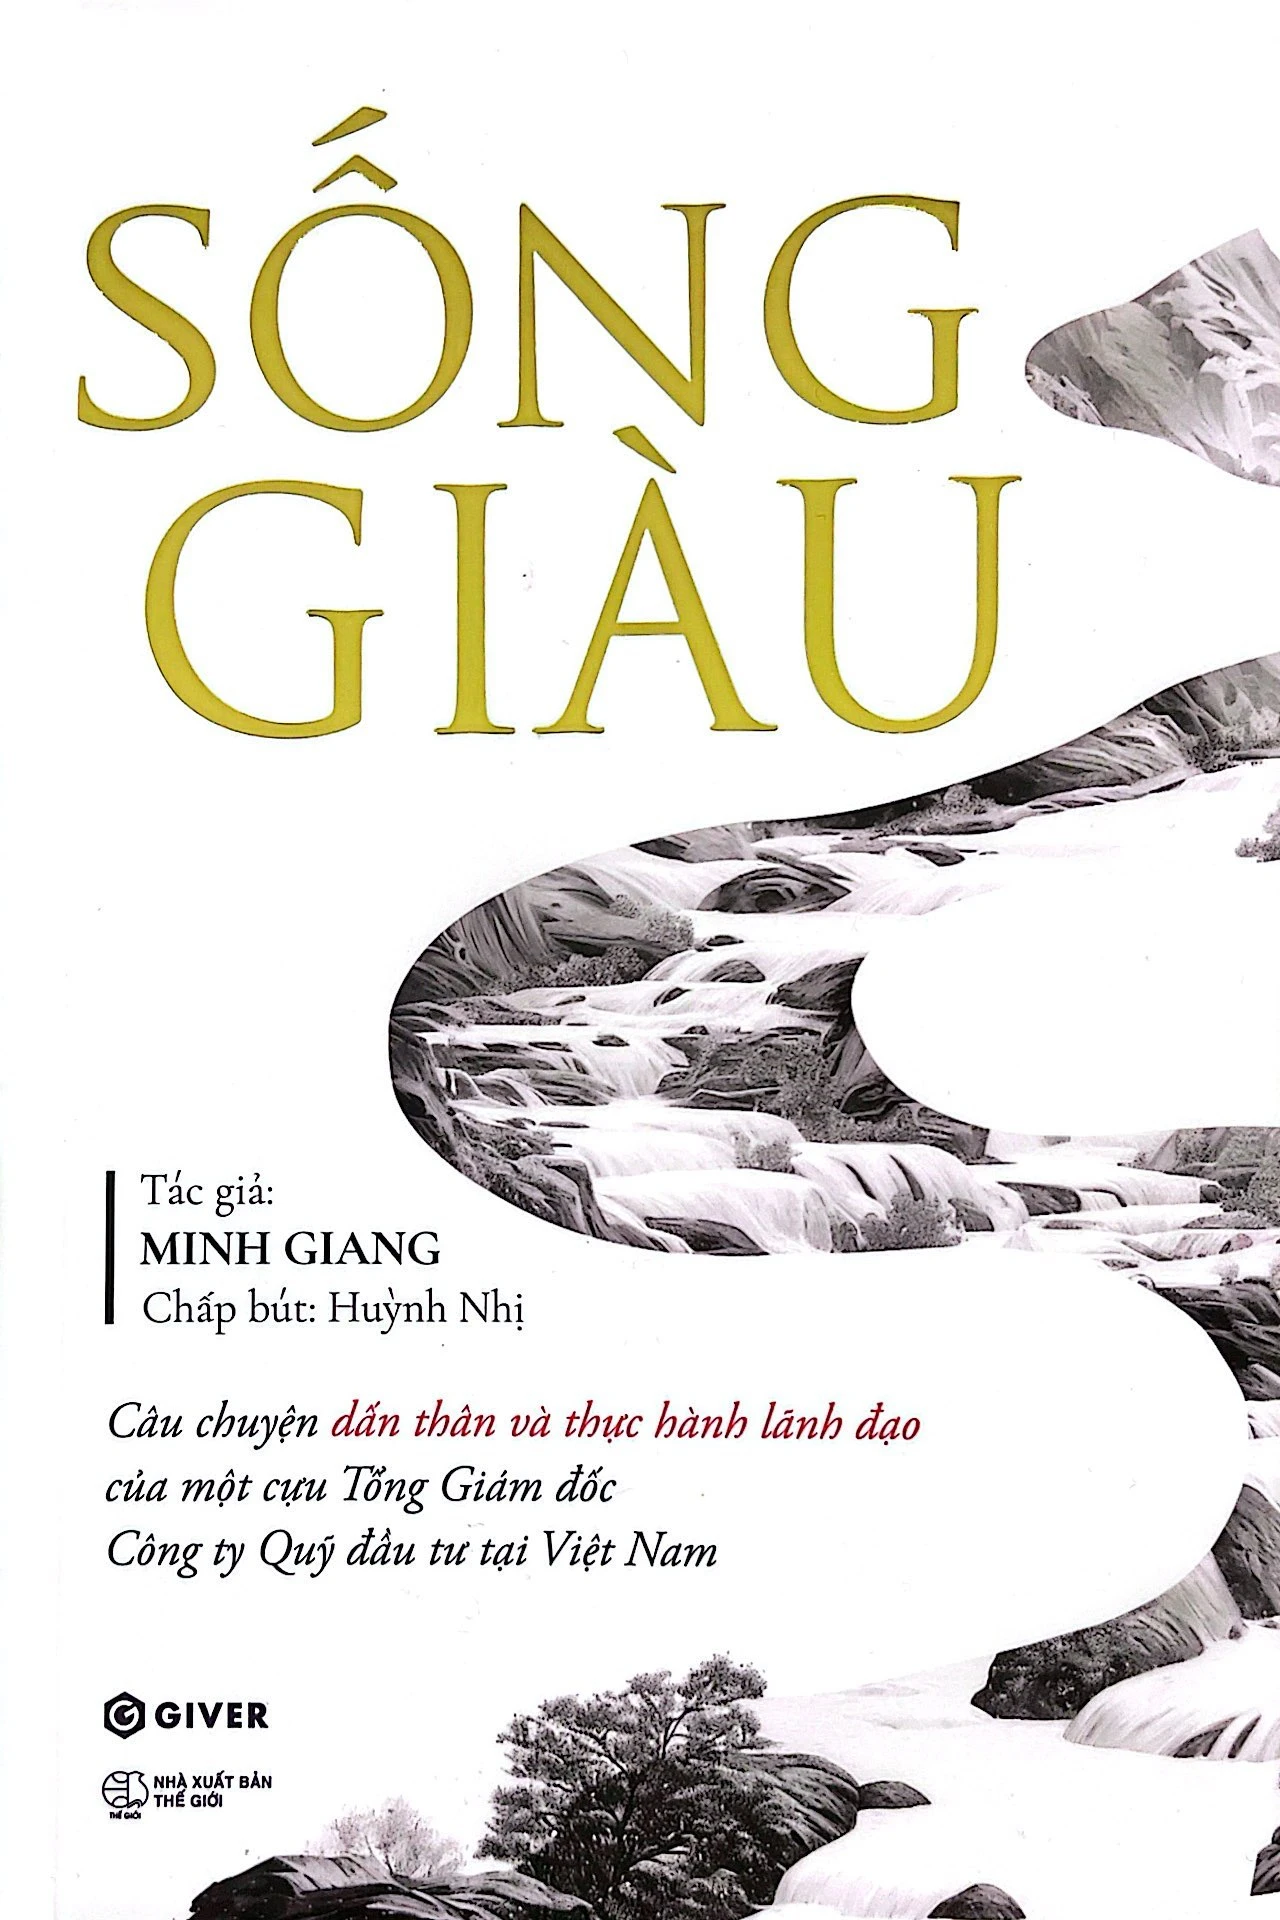 SỐNG
GIÀU
Tác giả:
MINH GIANG
Chấp bút: Huỳnh Nhị
Câu chuyện dấn thân và thực hành lãnh đạo
của một cựu Tổng Giám đốc
Công ty Quỹ đầu tư tại Việt Nam
GIVER
NHÀ XUẤT BẢN
THẾ GIỚI
THẾ GIỚI